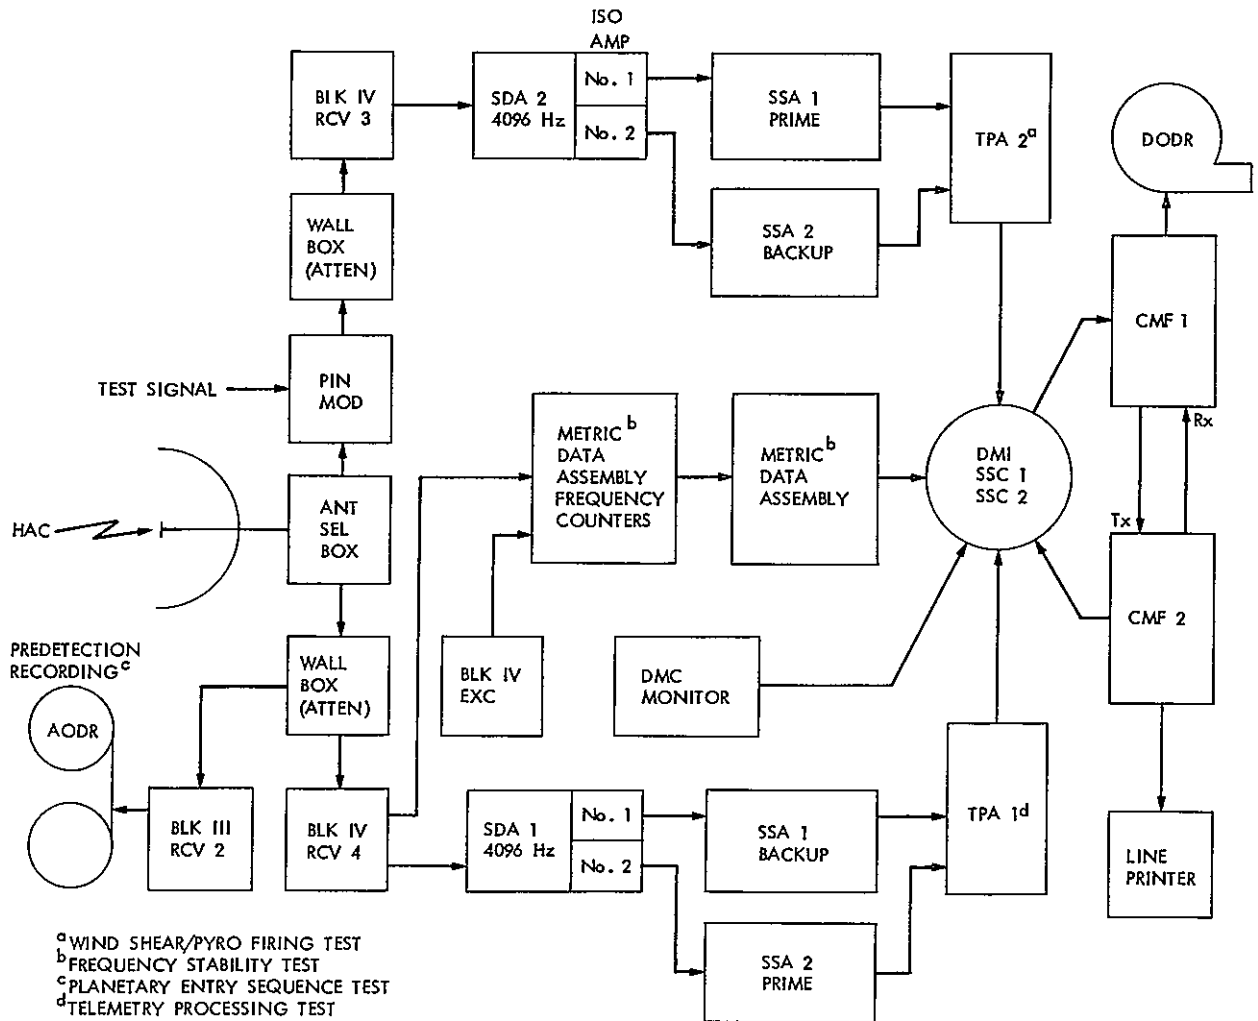 ISO
AMP
BLK IV
RCV 3
SDA 2
4096 Hz
No. 1
No. 2
SSA 1
PRIME
SSA 2
BACKUP
TPA 2a
DODR
WALL
BOX
(ATTEN)
CMF 1
TEST SIGNAL
PIN
MOD
Rx
Tx
METRIC b
DATA
ASSEMBLY
FREQUENCY
COUNTERS
METRIC b
DATA
ASSEMBLY
DMI
SSC 1
SSC 2
HAC
ANT
SEL
BOX
CMF 2
PREDETECTION
RECORDING c
AODR
WALL
BOX
(ATTEN)
BLK IV
EXC
DMC
MONITOR
BLK III
RCV 2
BLK IV
RCV 4
SDA 1
4096 Hz
No. 1
No. 2
SSA 1
BACKUP
SSA 2
PRIME
TPA 1d
LINE
PRINTER
a WIND SHEAR/PYRO FIRING TEST
b FREQUENCY STABILITY TEST
c PLANETARY ENTRY SEQUENCE TEST
d TELEMETRY PROCESSING TEST